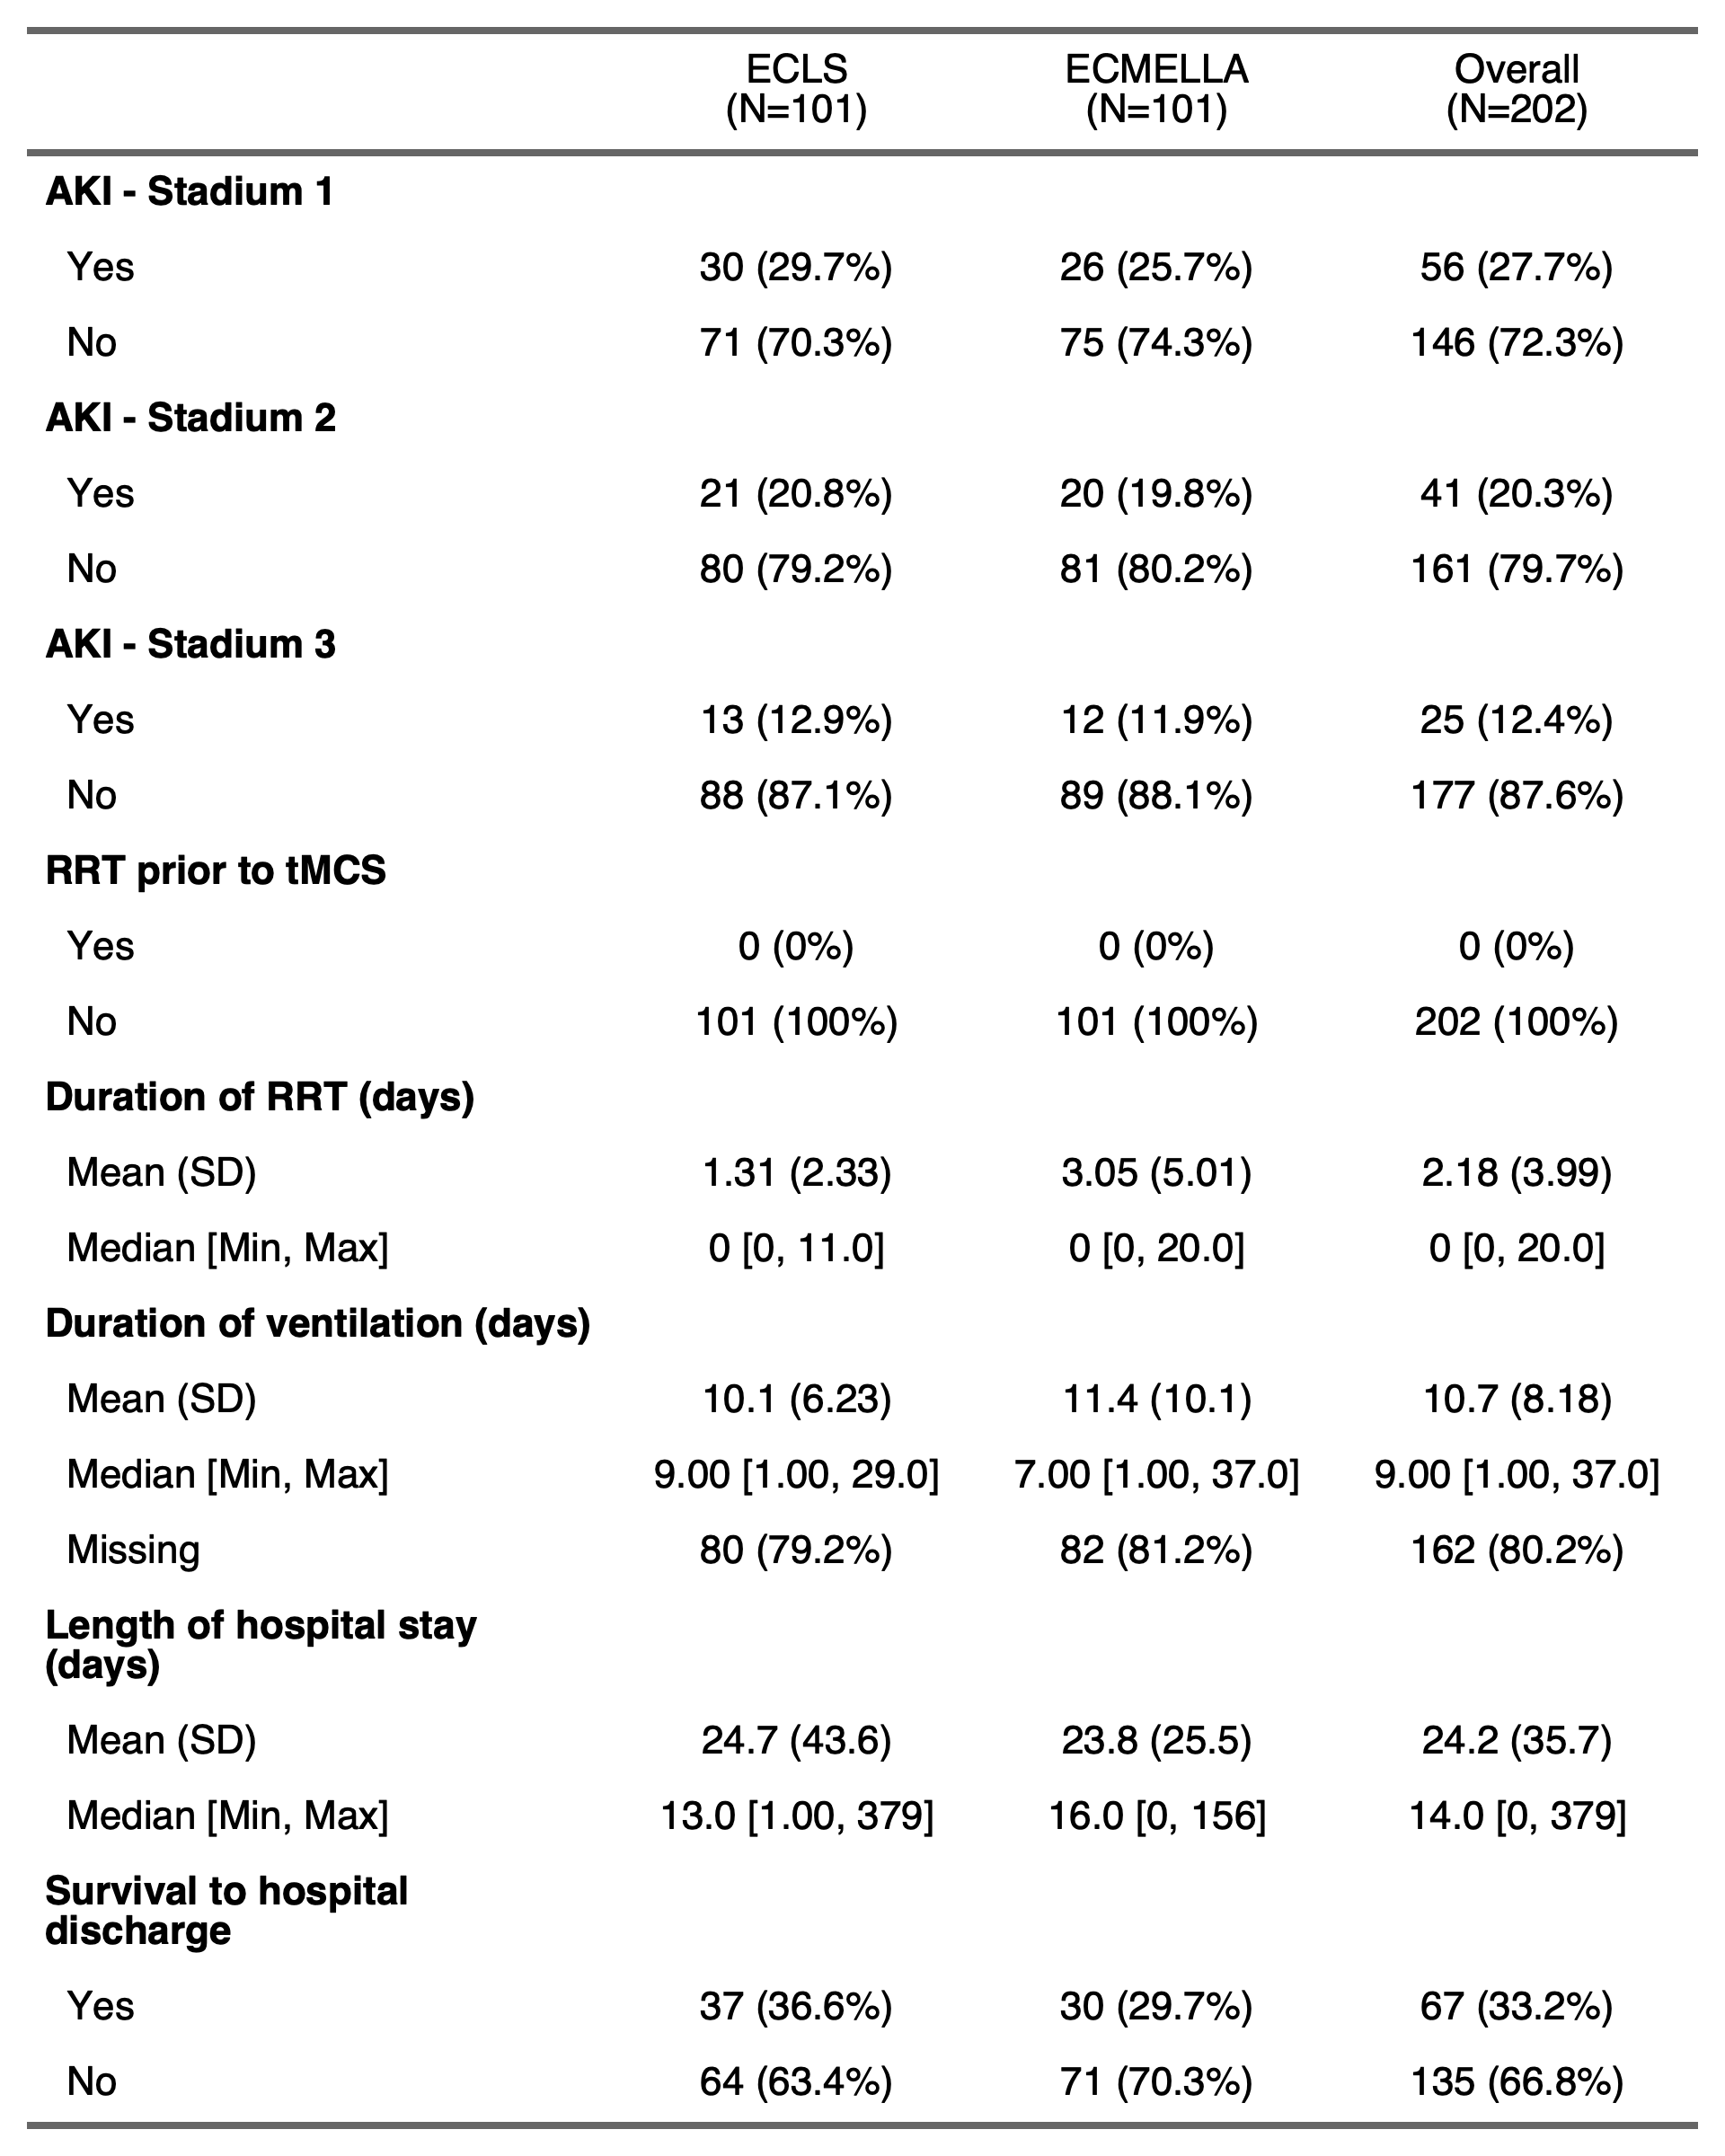 ECLS ECMELLA Overall
(N=101) (N=101) (N=202)
AKI - Stadium 1
Yes 30 (29.7%) 26 (25.7%) 56 (27.7%)
No 71 (70.3%) 75 (74.3%) 146 (72.3%)
AKI - Stadium 2
Yes 21 (20.8%) 20 (19.8%) 41 (20.3%)
No 80 (79.2%) 81 (80.2%) 161 (79.7%)
AKI - Stadium 3
Yes 13 (12.9%) 12 (11.9%) 25 (12.4%)
No 88 (87.1%) 89 (88.1%) 177 (87.6%)
RRT prior to tMCS
Yes 0 (0%) 0 (0%) 0 (0%)
No 101 (100%) 101 (100%) 202 (100%)
Duration of RRT (days)
Mean (SD) 1.31 (2.33) 3.05 (5.01) 2.18 (3.99)
Median [Min, Max] 0 [0, 11.0] 0 [0, 20.0] 0 [0, 20.0]
Duration of ventilation (days)
Mean (SD) 10.1 (6.23) 11.4 (10.1) 10.7 (8.18)
Median [Min, Max] 9.00 [1.00, 29.0] 7.00 [1.00, 37.0] 9.00 [1.00, 37.0]
Missing 80 (79.2%) 82 (81.2%) 162 (80.2%)
Length of hospital stay
(days)
Mean (SD) 24.7 (43.6) 23.8 (25.5) 24.2 (35.7)
Median [Min, Max] 13.0 [1.00, 379] 16.0 [0, 156] 14.0 [0, 379]
Survival to hospital
discharge
Yes 37 (36.6%) 30 (29.7%) 67 (33.2%)
No 64 (63.4%) 71 (70.3%) 135 (66.8%)